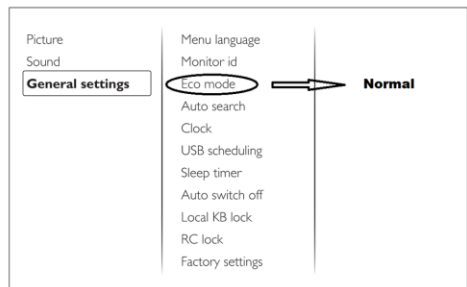 Picture
Sound
General settings
Menu language
Monitor id
Eco mode
Auto search
Clock
USB scheduling
Sleep timer
Auto switch off
Local KB lock
RC lock
Factory settings
Normal